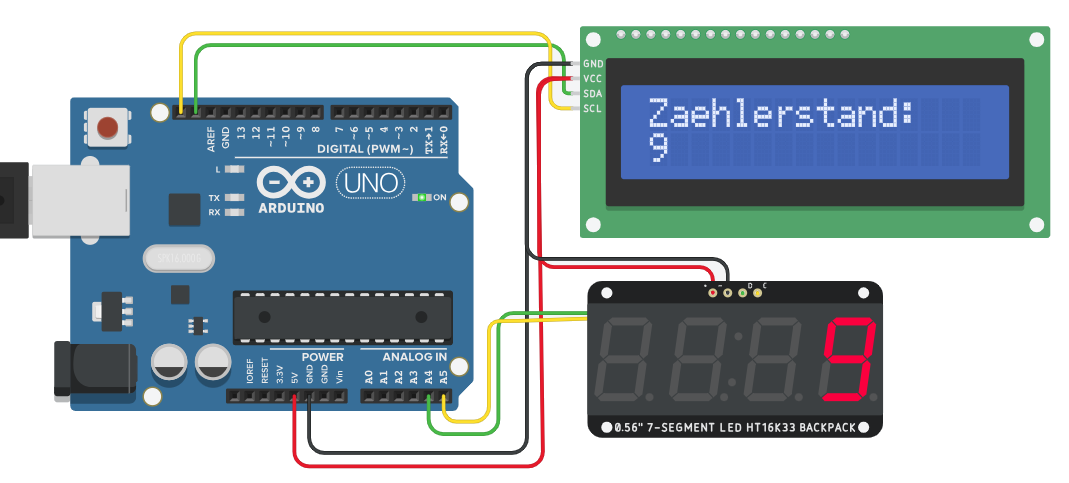 GND
VCC
SDA
SCL
Zaehlerstand:
9
AREF
GND
13
12
~11
~10
~9
8
7
~6
~5
4
~3
2
TX→1
RX←0
DIGITAL (PWM ~)
L
TX
RX
UNO
ARDUINO
ON
+
−
D
C
9
0.56" 7-SEGMENT LED HT16K33 BACKPACK
POWER
ANALOG IN
IOREF
RESET
3.3V
5V
GND
GND
Vin
A0
A1
A2
A3
A4
A5